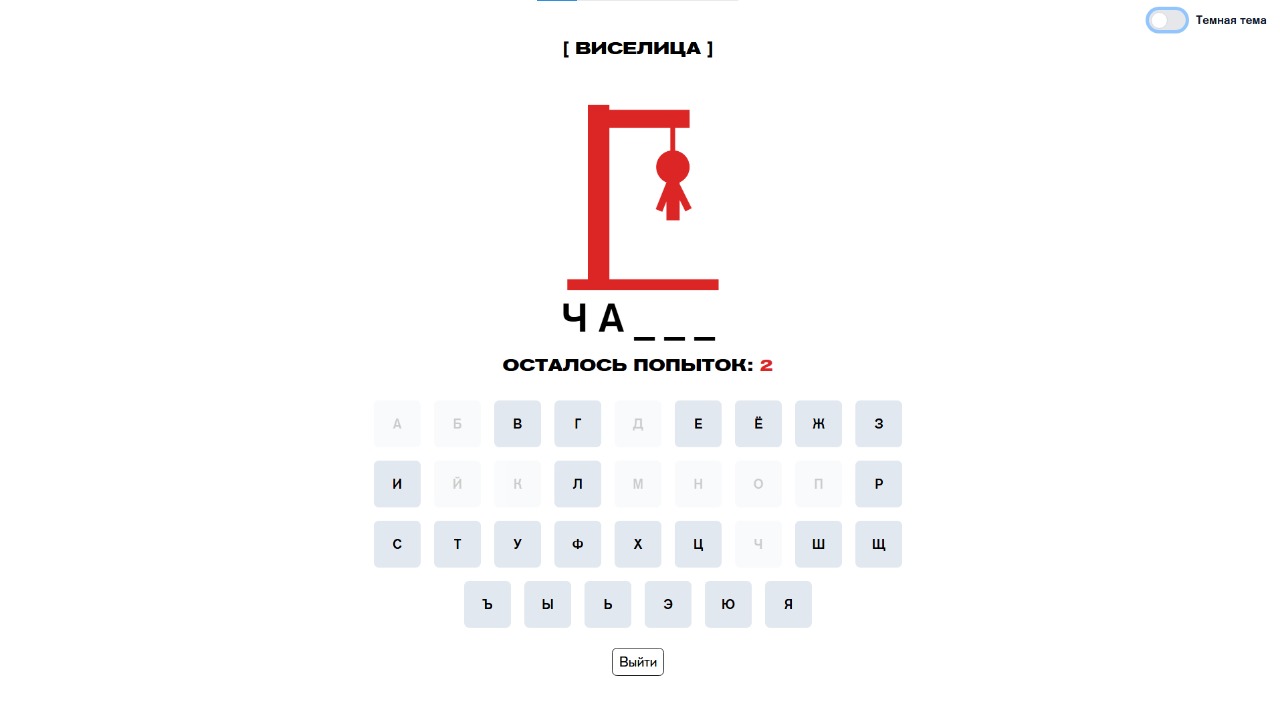 Темная тема
[ ВИСЕЛИЦА ]
Ч А _ _ _
ОСТАЛОСЬ ПОПЫТОК: 2
А Б В Г Д Е Ё Ж З
И Й К Л М Н О П Р
С Т У Ф Х Ц Ч Ш Щ
Ъ Ы Ь Э Ю Я
Выйти